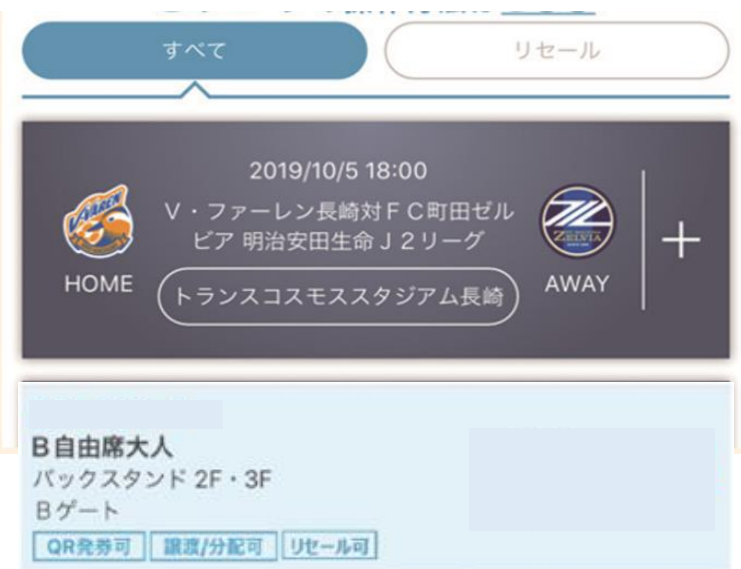 すべて
リセール
2019/10/5 18:00
V・ファーレン長崎対FC町田ゼル
ビア 明治安田生命J2リーグ
HOME
AWAY
トランスコスモススタジアム長崎
V-VAREN
ZELVIA
+
B自由席大人
バックスタンド 2F・3F
Bゲート
QR発券可
譲渡/分配可
リセール可